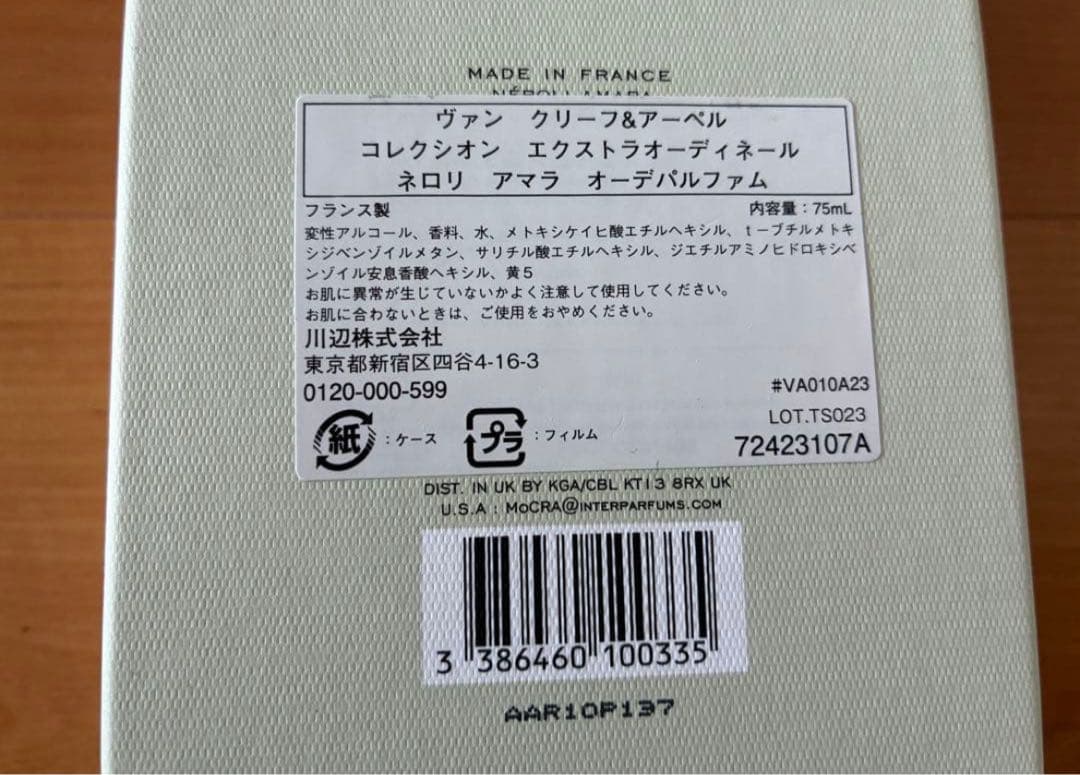 MADE IN FRANCE
NÉROLI AMARA
ヴァン　クリーフ&アーペル
コレクシオン　エクストラオーディネール
ネロリ　アマラ　オーデパルファム
フランス製
内容量：75mL
変性アルコール、香料、水、メトキシケイヒ酸エチルヘキシル、ｔーブチルメトキ
シジベンゾイルメタン、サリチル酸エチルヘキシル、ジエチルアミノヒドロキシベ
ンゾイル安息香酸ヘキシル、黄５
お肌に異常が生じていないかよく注意して使用してください。
お肌に合わないときは、ご使用をおやめください。
川辺株式会社
東京都新宿区四谷4-16-3
0120-000-599
#VA010A23
LOT.TS023
72423107A
紙：ケース
プラ：フィルム
DIST. IN UK BY KGA/CBL KT13 8RX UK
U.S.A : MoCRA@INTERPARFUMS.COM
3 386460 100335
AAR10P137